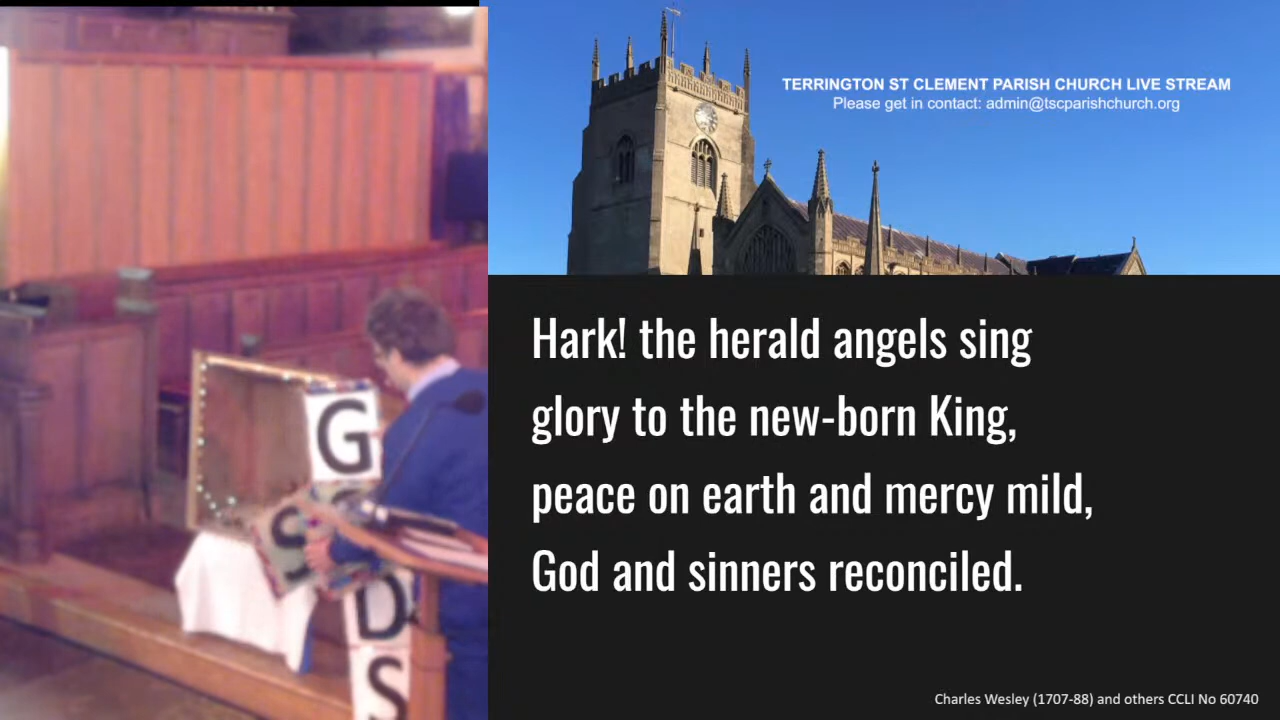 TERRINGTON ST CLEMENT PARISH CHURCH LIVE STREAM
Please get in contact: admin@tscparishchurch.org
Hark! the herald angels sing
glory to the new-born King,
peace on earth and mercy mild,
God and sinners reconciled.
G
S
D
S
Charles Wesley (1707-88) and others CCLI No 60740